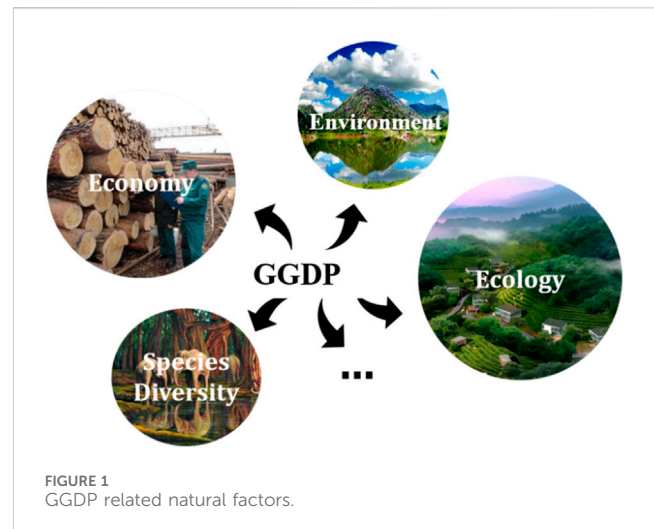 Environment
Economy
GGDP
Ecology
Species
Diversity
...
FIGURE 1
GGDP related natural factors.